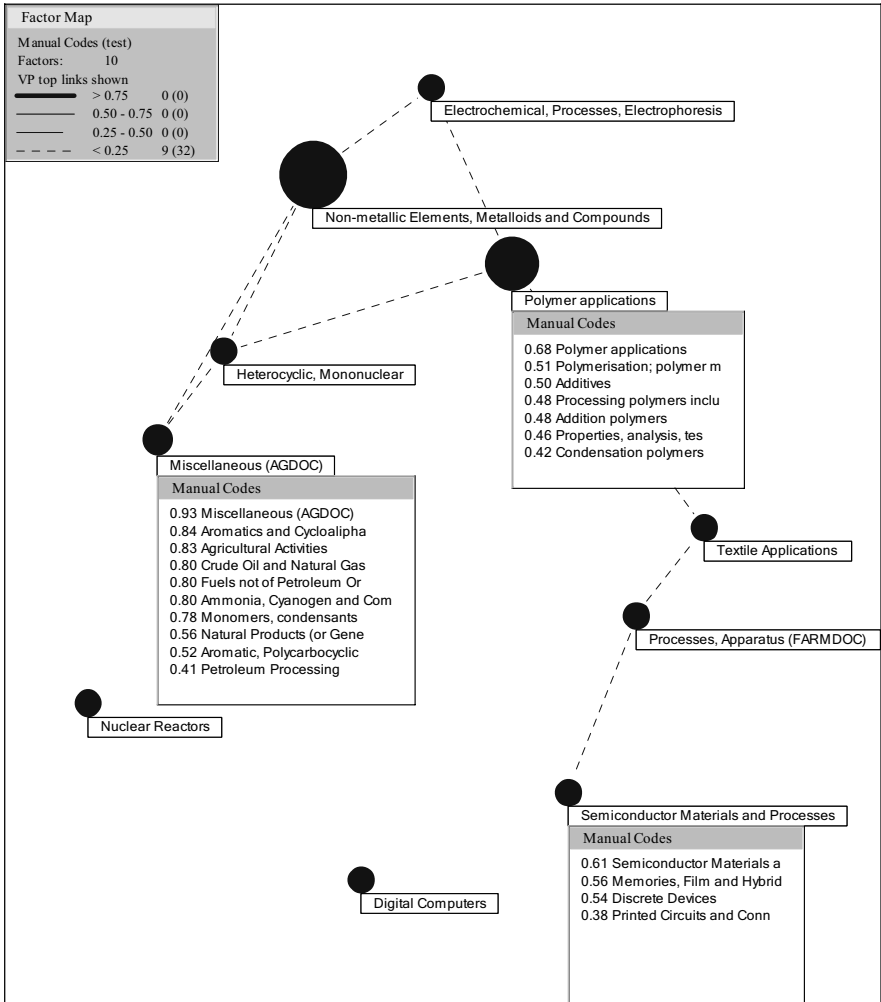 Factor Map
Manual Codes (test)
Factors: 10
VP top links shown
> 0.75 0 (0)
0.50 - 0.75 0 (0)
0.25 - 0.50 0 (0)
< 0.25 9 (32)
Electrochemical, Processes, Electrophoresis
Non-metallic Elements, Metalloids and Compounds
Polymer applications
Manual Codes
0.68 Polymer applications
0.51 Polymerisation; polymer m
0.50 Additives
0.48 Processing polymers inclu
0.48 Addition polymers
0.46 Properties, analysis, tes
0.42 Condensation polymers
Heterocyclic, Mononuclear
Miscellaneous (AGDOC)
Manual Codes
0.93 Miscellaneous (AGDOC)
0.84 Aromatics and Cycloalipha
0.83 Agricultural Activities
0.80 Crude Oil and Natural Gas
0.80 Fuels not of Petroleum Or
0.80 Ammonia, Cyanogen and Com
0.78 Monomers, condensants
0.56 Natural Products (or Gene
0.52 Aromatic, Polycarbocyclic
0.41 Petroleum Processing
Textile Applications
Processes, Apparatus (FARMDOC)
Nuclear Reactors
Semiconductor Materials and Processes
Manual Codes
0.61 Semiconductor Materials a
0.56 Memories, Film and Hybrid
0.54 Discrete Devices
0.38 Printed Circuits and Conn
Digital Computers